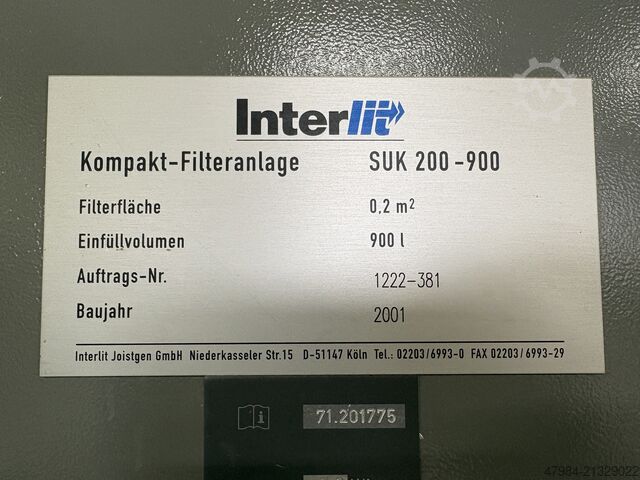 Interlit
Kompakt-Filteranlage SUK 200-900
Filterfläche 0,2 m²
Einfüllvolumen 900 l
Auftrags-Nr. 1222-381
Baujahr 2001
Interlit Joistgen GmbH Niederkasseler Str.15 D-51147 Köln Tel.: 02203/6993-0 FAX 02203/6993-29
71.201775
47984-21329022